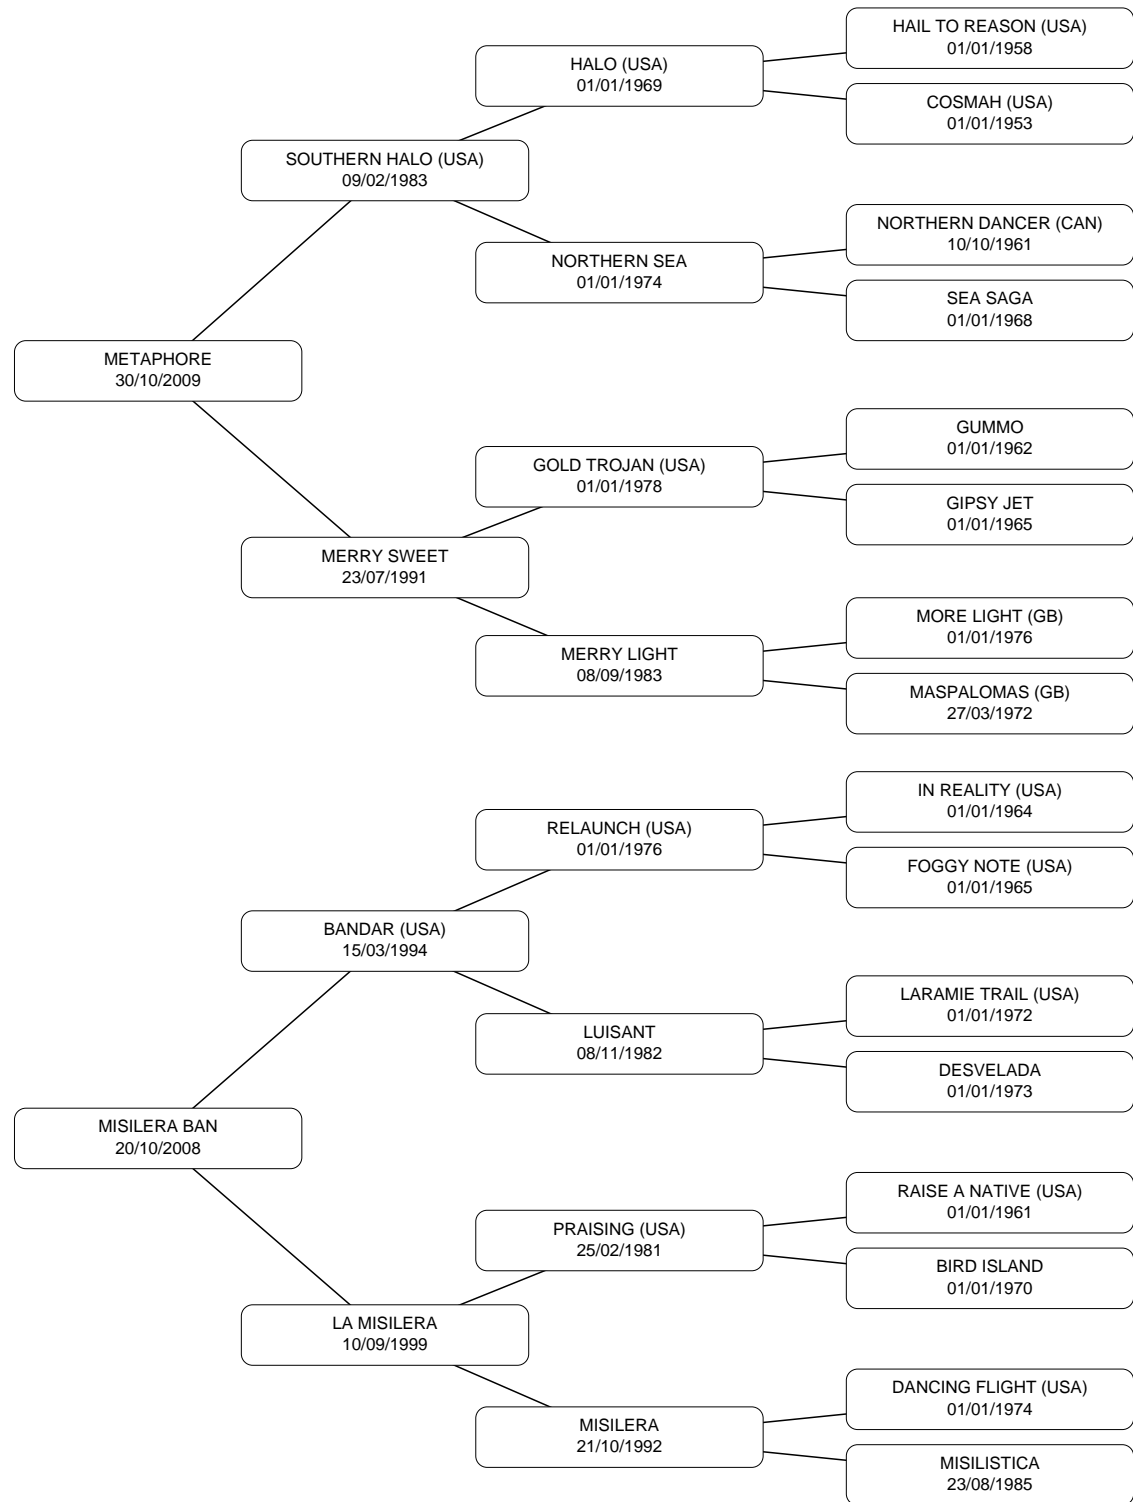 HAIL TO REASON (USA)
01/01/1958
HALO (USA)
01/01/1969
COSMAH (USA)
01/01/1953
SOUTHERN HALO (USA)
09/02/1983
NORTHERN DANCER (CAN)
10/10/1961
NORTHERN SEA
01/01/1974
SEA SAGA
01/01/1968
METAPHORE
30/10/2009
GUMMO
01/01/1962
GOLD TROJAN (USA)
01/01/1978
GIPSY JET
01/01/1965
MERRY SWEET
23/07/1991
MORE LIGHT (GB)
01/01/1976
MERRY LIGHT
08/09/1983
MASPALOMAS (GB)
27/03/1972
IN REALITY (USA)
01/01/1964
RELAUNCH (USA)
01/01/1976
FOGGY NOTE (USA)
01/01/1965
BANDAR (USA)
15/03/1994
LARAMIE TRAIL (USA)
01/01/1972
LUISANT
08/11/1982
DESVELADA
01/01/1973
MISILERA BAN
20/10/2008
RAISE A NATIVE (USA)
01/01/1961
PRAISING (USA)
25/02/1981
BIRD ISLAND
01/01/1970
LA MISILERA
10/09/1999
DANCING FLIGHT (USA)
01/01/1974
MISILERA
21/10/1992
MISILISTICA
23/08/1985